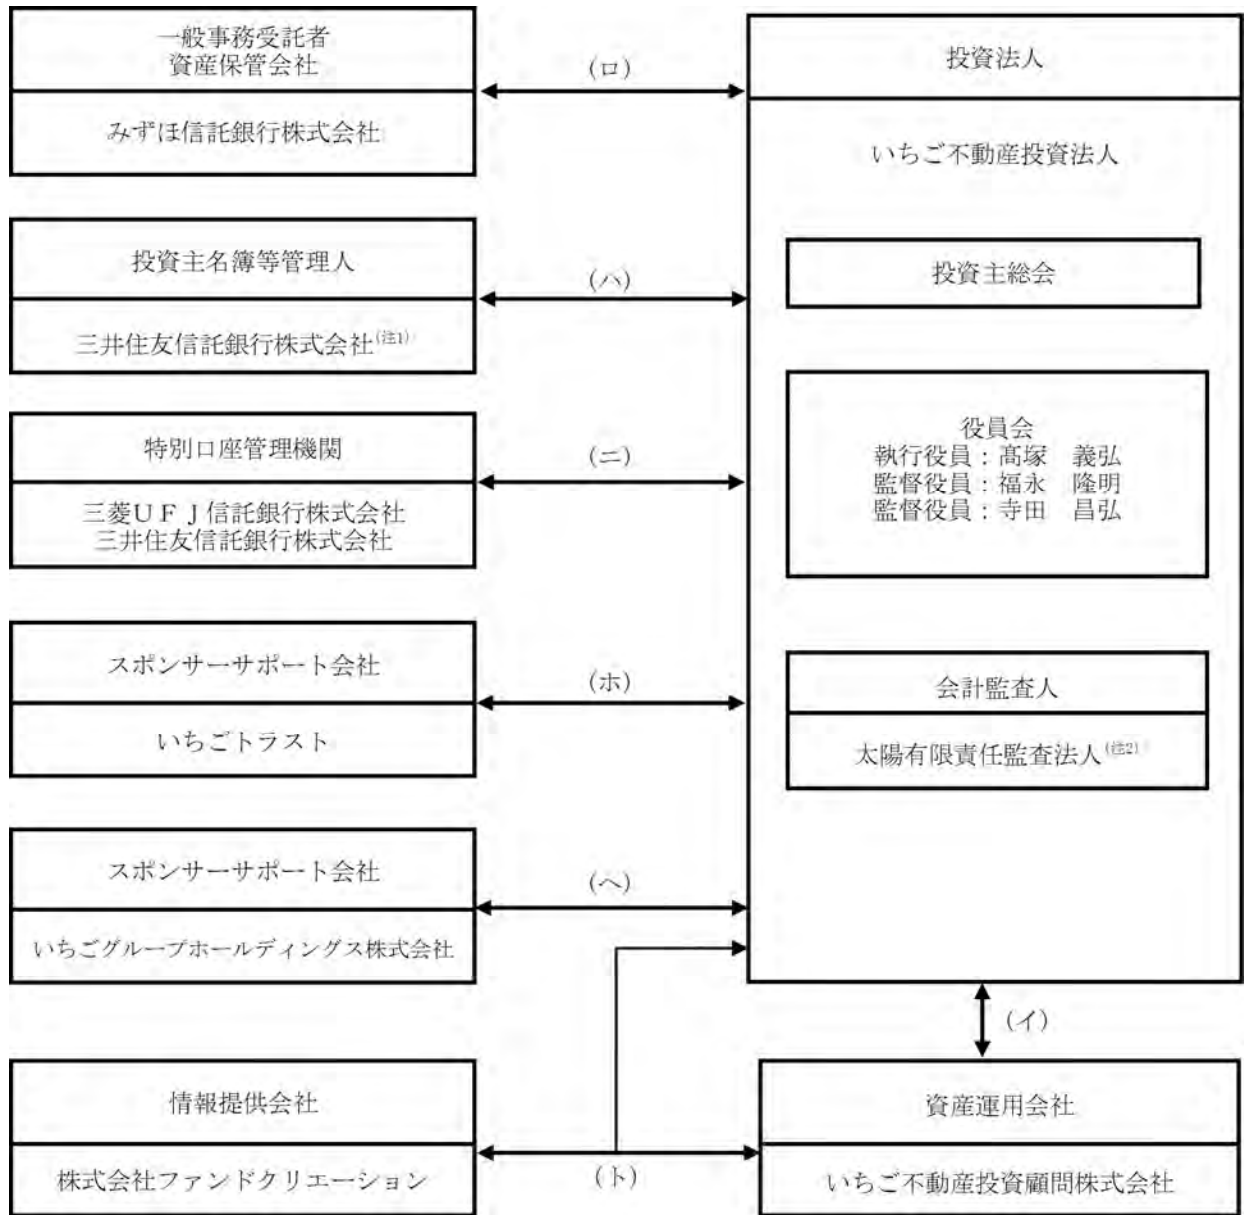 一般事務受託者
資産保管会社
みずほ信託銀行株式会社
(ロ)
投資法人
いちご不動産投資法人
投資主総会
投資主名簿等管理人
三井住友信託銀行株式会社(注1)
(ハ)
役員会
執行役員：髙塚　義弘
監督役員：福永　隆明
監督役員：寺田　昌弘
特別口座管理機関
三菱ＵＦＪ信託銀行株式会社
三井住友信託銀行株式会社
(ニ)
会計監査人
太陽有限責任監査法人(注2)
スポンサーサポート会社
いちごトラスト
(ホ)
スポンサーサポート会社
いちごグループホールディングス株式会社
(ヘ)
(イ)
情報提供会社
株式会社ファンドクリエーション
(ト)
資産運用会社
いちご不動産投資顧問株式会社